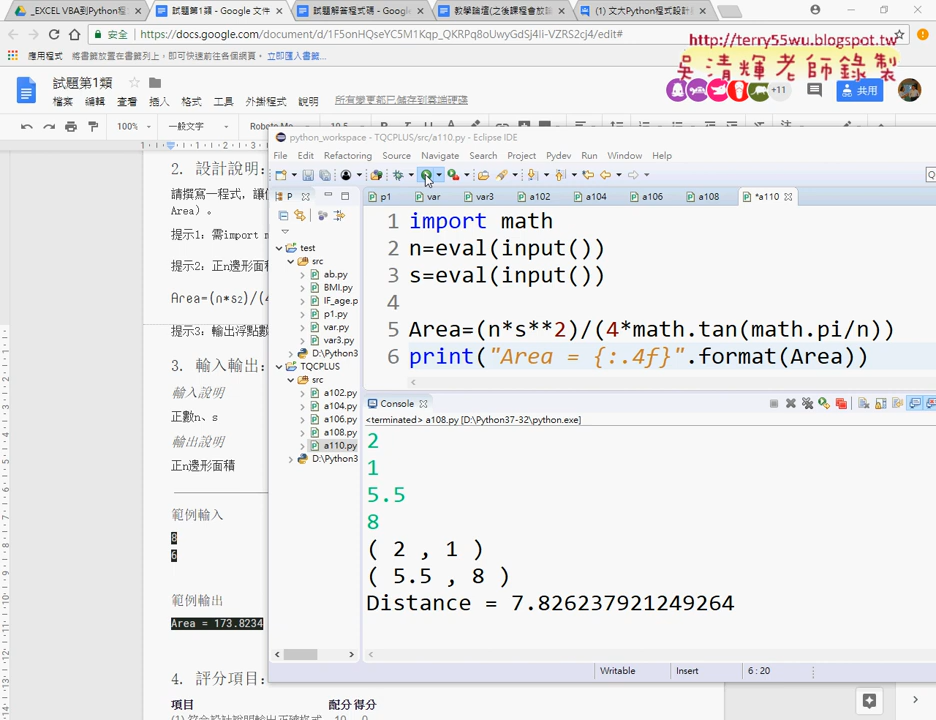 _EXCEL VBA到Python程
試題第1類 - Google 文件
試題解答程式碼 - Googl
教學論壇(之後課程會放
(1) 文大Python程式設計
安全 | https://docs.google.com/document/d/1F5onHQseYC5M1Kqp_QKRPq8oUwyGdSJ4Ii-VZRS2cj4/edit#
http://terry55wu.blogspot.tw
吳清輝老師錄製
應用程式
將書籤放置在書籤列上，即可快速前往各個網頁。
立即匯入書籤...
試題第1類
檔案 編輯 查看 插入 格式 工具 外掛程式 說明 所有變更都已儲存到雲端硬碟
+11
共用
100%
一般文字
2. 設計說明:
請撰寫一程式，讓
Area）。
提示1: 需import m
提示2: 正n邊形面積
Area=(n*s2)/(4
提示3: 輸出浮點數
3. 輸入輸出:
輸入說明
正數n、s
輸出說明
正n邊形面積
範例輸入
8
6
範例輸出
Area = 173.8234
4. 評分項目:
項目 配分 得分
python_workspace - TQCPLUS/src/a110.py - Eclipse IDE
File Edit Refactoring Source Navigate Search Project Pydev Run Window Help
P
p1 var var3 a102 a104 a106 a108 *a110
test
src
ab.py
BMI.py
IF_age.p
p1.py
var.py
var3.py
D:\Python3
TQCPLUS
src
a102.py
a104.py
a106.py
a108.py
a110.py
D:\Python3
1 import math
2 n=eval(input())
3 s=eval(input())
4
5 Area=(n*s**2)/(4*math.tan(math.pi/n))
6 print("Area = {:.4f}".format(Area))
Console
<terminated> a108.py [D:\Python37-32\python.exe]
2
1
5.5
8
( 2 , 1 )
( 5.5 , 8 )
Distance = 7.826237921249264
Writable Insert 6:20